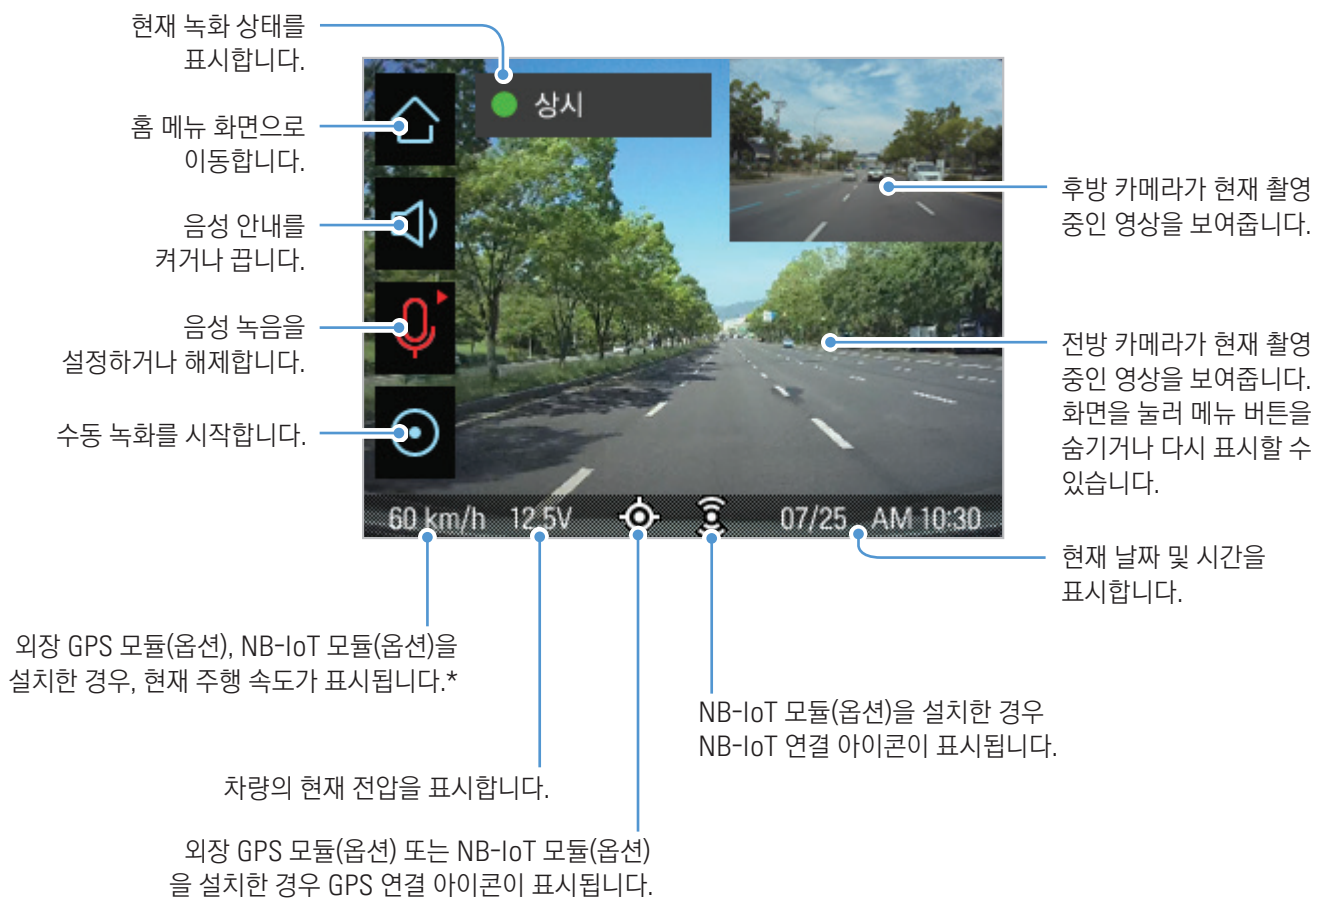 현재 녹화 상태를
표시합니다.
홈 메뉴 화면으로
이동합니다.
음성 안내를
켜거나 끕니다.
음성 녹음을
설정하거나 해제합니다.
수동 녹화를 시작합니다.
상시
60 km/h 12.5V 07/25 AM 10:30
후방 카메라가 현재 촬영
중인 영상을 보여줍니다.
전방 카메라가 현재 촬영
중인 영상을 보여줍니다.
화면을 눌러 메뉴 버튼을
숨기거나 다시 표시할 수
있습니다.
현재 날짜 및 시간을
표시합니다.
외장 GPS 모듈(옵션), NB-IoT 모듈(옵션)을
설치한 경우, 현재 주행 속도가 표시됩니다.*
NB-IoT 모듈(옵션)을 설치한 경우
NB-IoT 연결 아이콘이 표시됩니다.
차량의 현재 전압을 표시합니다.
외장 GPS 모듈(옵션) 또는 NB-IoT 모듈(옵션)
을 설치한 경우 GPS 연결 아이콘이 표시됩니다.